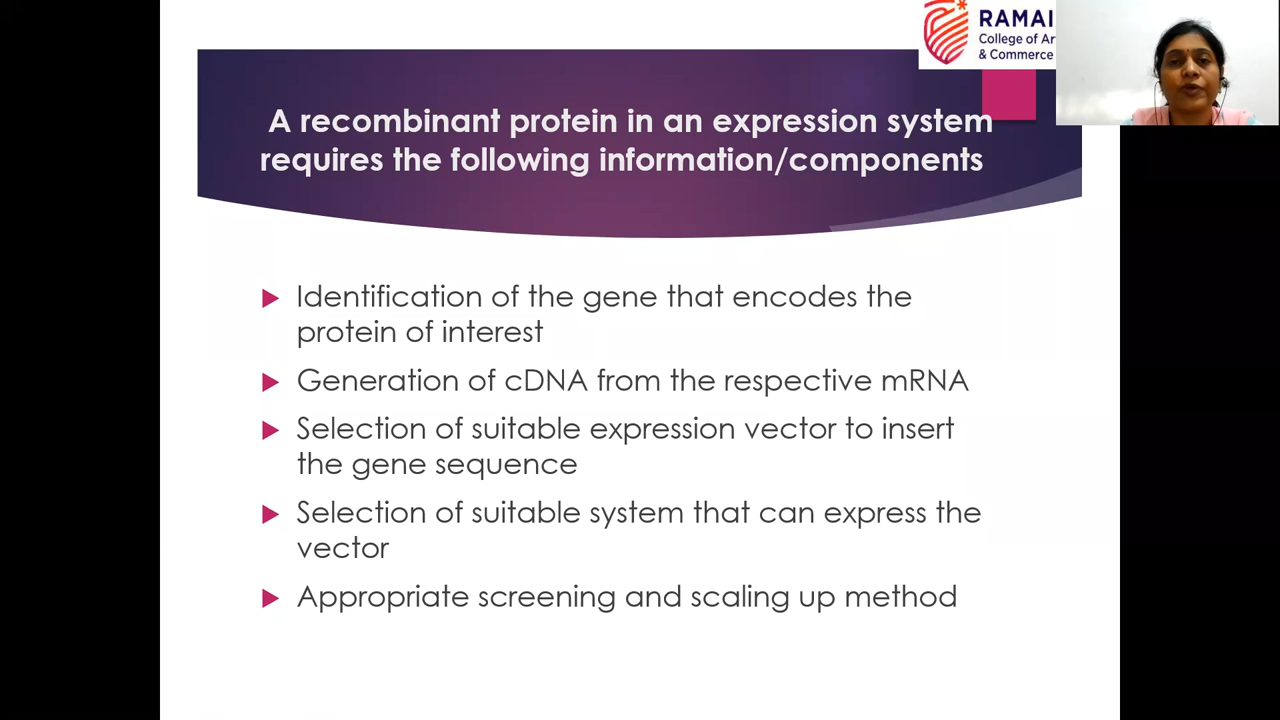 RAMAI
College of Ar
& Commerce
A recombinant protein in an expression system
requires the following information/components
Identification of the gene that encodes the
protein of interest
Generation of cDNA from the respective mRNA
Selection of suitable expression vector to insert
the gene sequence
Selection of suitable system that can express the
vector
Appropriate screening and scaling up method